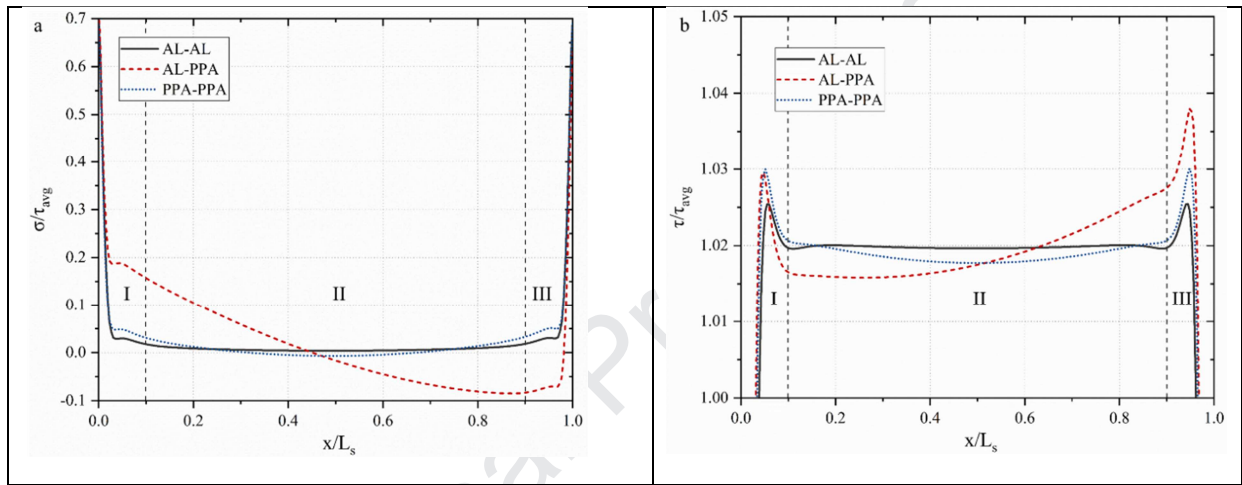 a
0.7
0.6
0.5
0.4
0.3
0.2
0.1
0.0
-0.1
σ/τavg
AL-AL
AL-PPA
PPA-PPA
I
II
III
0.0
0.2
0.4
0.6
0.8
1.0
x/Ls
b
1.05
1.04
1.03
1.02
1.01
1.00
τ/τavg
AL-AL
AL-PPA
PPA-PPA
I
II
III
0.0
0.2
0.4
0.6
0.8
1.0
x/Ls